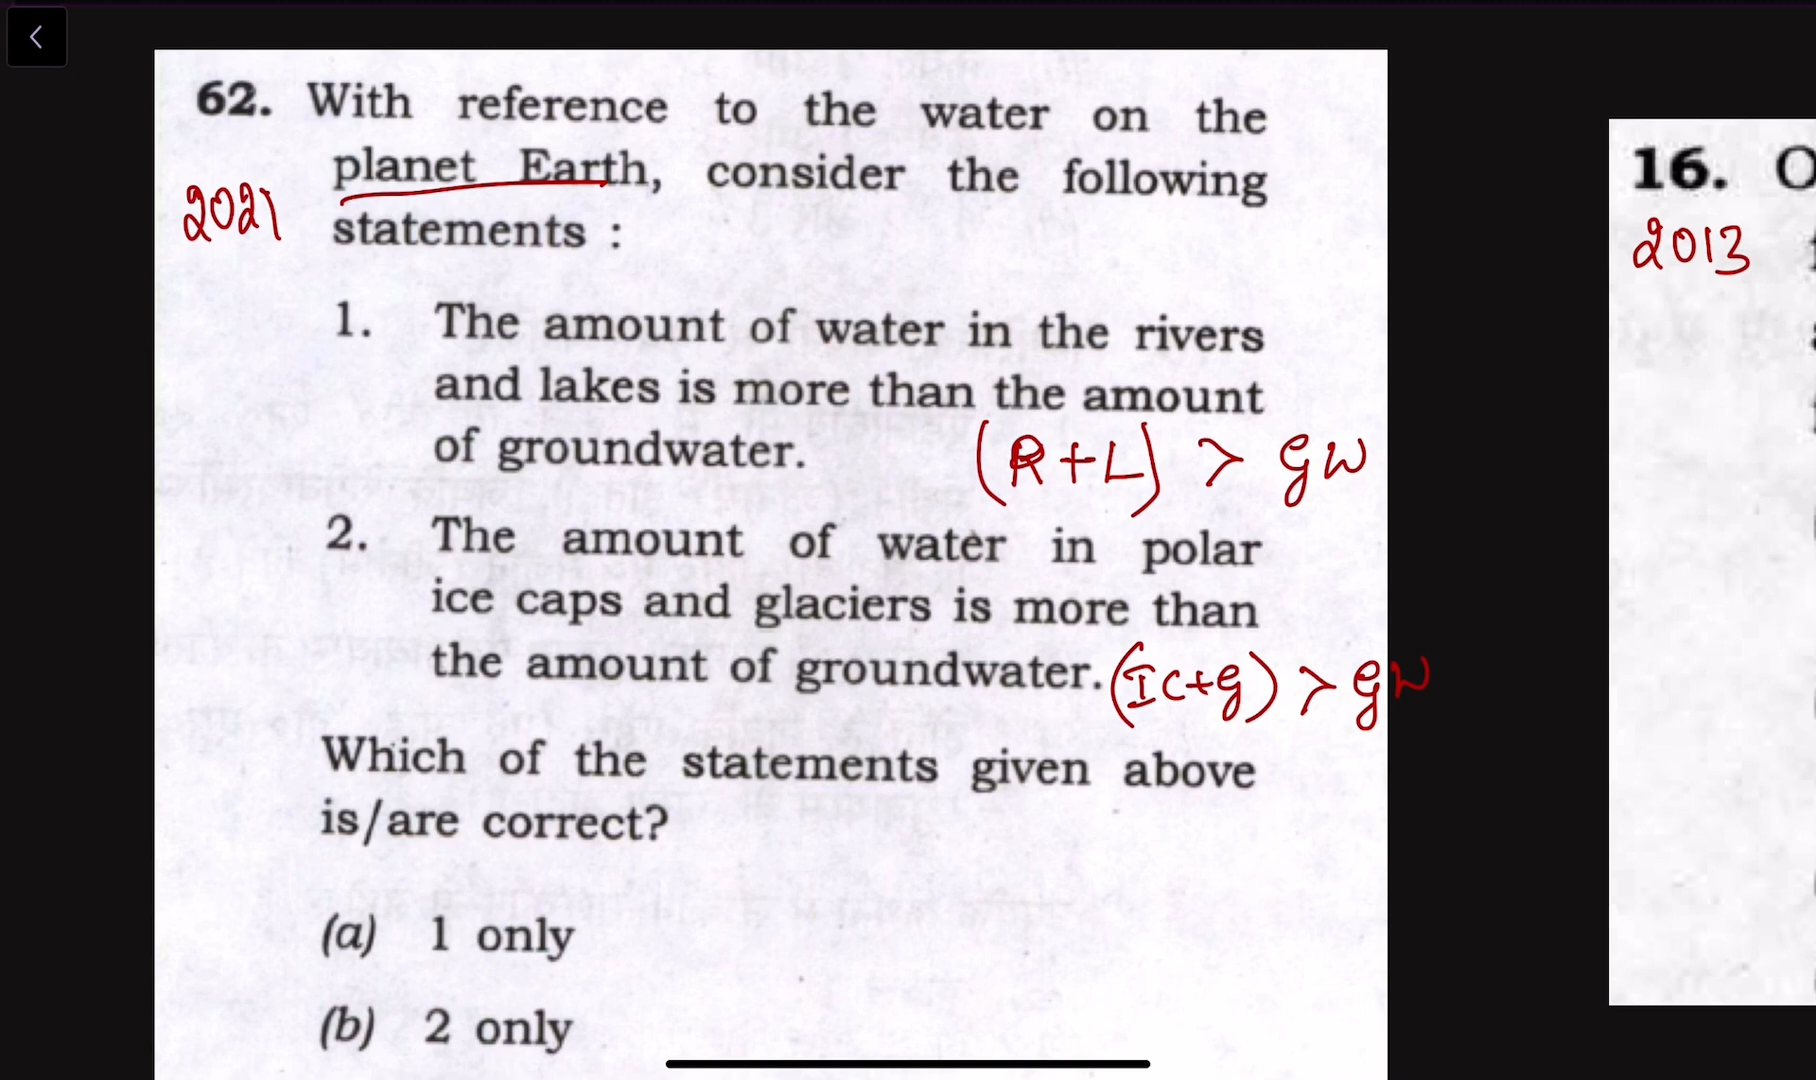 62. With reference to the water on the
planet Earth, consider the following
2021
statements :
1. The amount of water in the rivers
and lakes is more than the amount
of groundwater. (R+L) > gw
2. The amount of water in polar
ice caps and glaciers is more than
the amount of groundwater. (Ic+g) > gw
Which of the statements given above
is/are correct?
(a) 1 only
(b) 2 only
16. O
2013